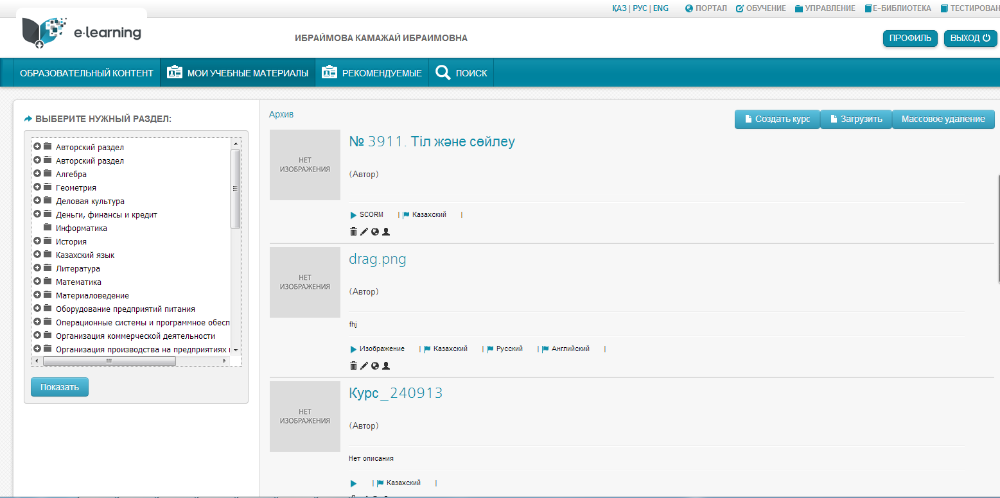 ҚАЗ | РУС | ENG ПОРТАЛ ОБУЧЕНИЕ УПРАВЛЕНИЕ Е-БИБЛИОТЕКА ТЕСТИРОВАН
e-learning
ИБРАЙМОВА КАМАЖАЙ ИБРАИМОВНА
ПРОФИЛЬ ВЫХОД
ОБРАЗОВАТЕЛЬНЫЙ КОНТЕНТ МОИ УЧЕБНЫЕ МАТЕРИАЛЫ РЕКОМЕНДУЕМЫЕ ПОИСК
ВЫБЕРИТЕ НУЖНЫЙ РАЗДЕЛ:
Авторский раздел
Авторский раздел
Алгебра
Геометрия
Деловая культура
Деньги, финансы и кредит
Информатика
История
Казахский язык
Литература
Математика
Материаловедение
Оборудование предприятий питания
Операционные системы и программное обесп
Организация коммерческой деятельности
Организация производства на предприятиях
Показать
Архив
Создать курс Загрузить Массовое удаление
НЕТ
ИЗОБРАЖЕНИЯ
№ 3911. Тіл және сөйлеу
(Автор)
SCORM | Казахский |
НЕТ
ИЗОБРАЖЕНИЯ
drag.png
(Автор)
fhj
Изображение | Казахский | Русский | Английский |
НЕТ
ИЗОБРАЖЕНИЯ
Курс_240913
(Автор)
Нет описания
| Казахский |